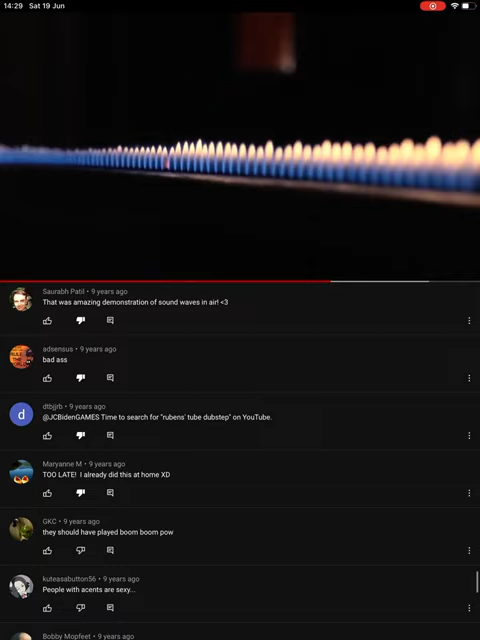 14:29 Sat 19 Jun
Saurabh Patil • 9 years ago
That was amazing demonstration of sound waves in air! <3
adsensus • 9 years ago
bad ass
d
dtbjjrb • 9 years ago
@JCBidenGAMES Time to search for "rubens' tube dubstep" on YouTube.
Maryanne M • 9 years ago
TOO LATE! I already did this at home XD
GKC • 9 years ago
they should have played boom boom pow
kuteasabutton56 • 9 years ago
People with acents are sexy...
Bobby Mopfeet • 9 years ago